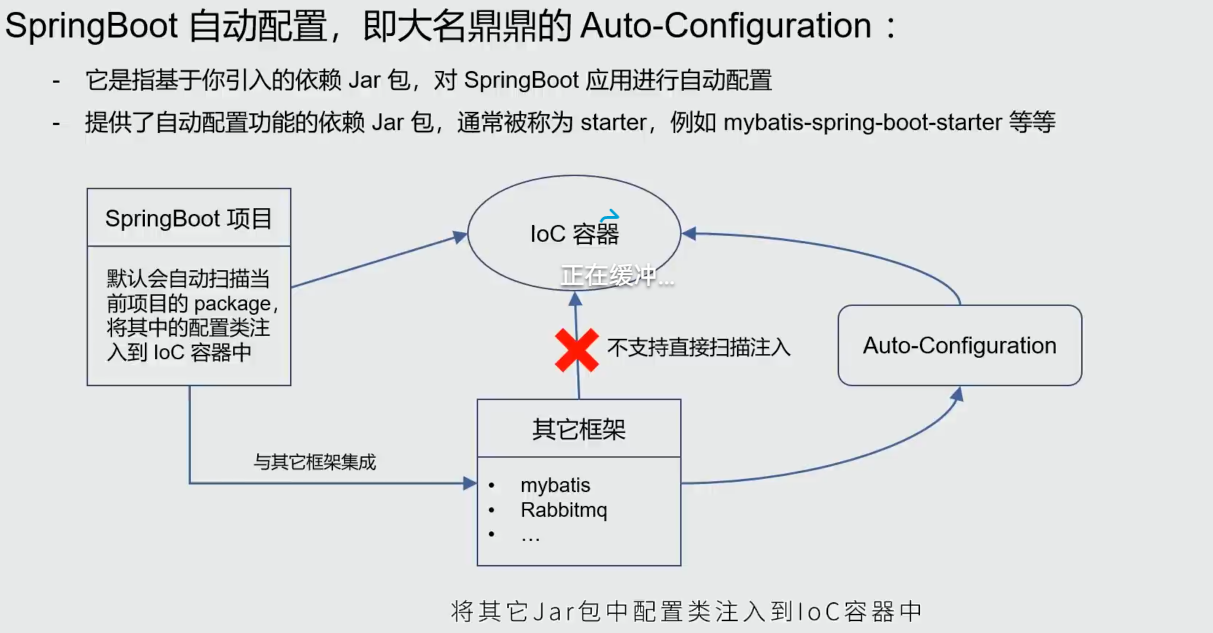 SpringBoot 自动配置，即大名鼎鼎的 Auto-Configuration ：
- 它是指基于你引入的依赖 Jar 包，对 SpringBoot 应用进行自动配置
- 提供了自动配置功能的依赖 Jar 包，通常被称为 starter，例如 mybatis-spring-boot-starter 等等
SpringBoot 项目
默认会自动扫描当
前项目的 package，
将其中的配置类注
入到 IoC 容器中
IoC 容器
正在缓冲...
不支持直接扫描注入
Auto-Configuration
其它框架
• mybatis
• Rabbitmq
• …
与其它框架集成
将其它Jar包中配置类注入到IoC容器中